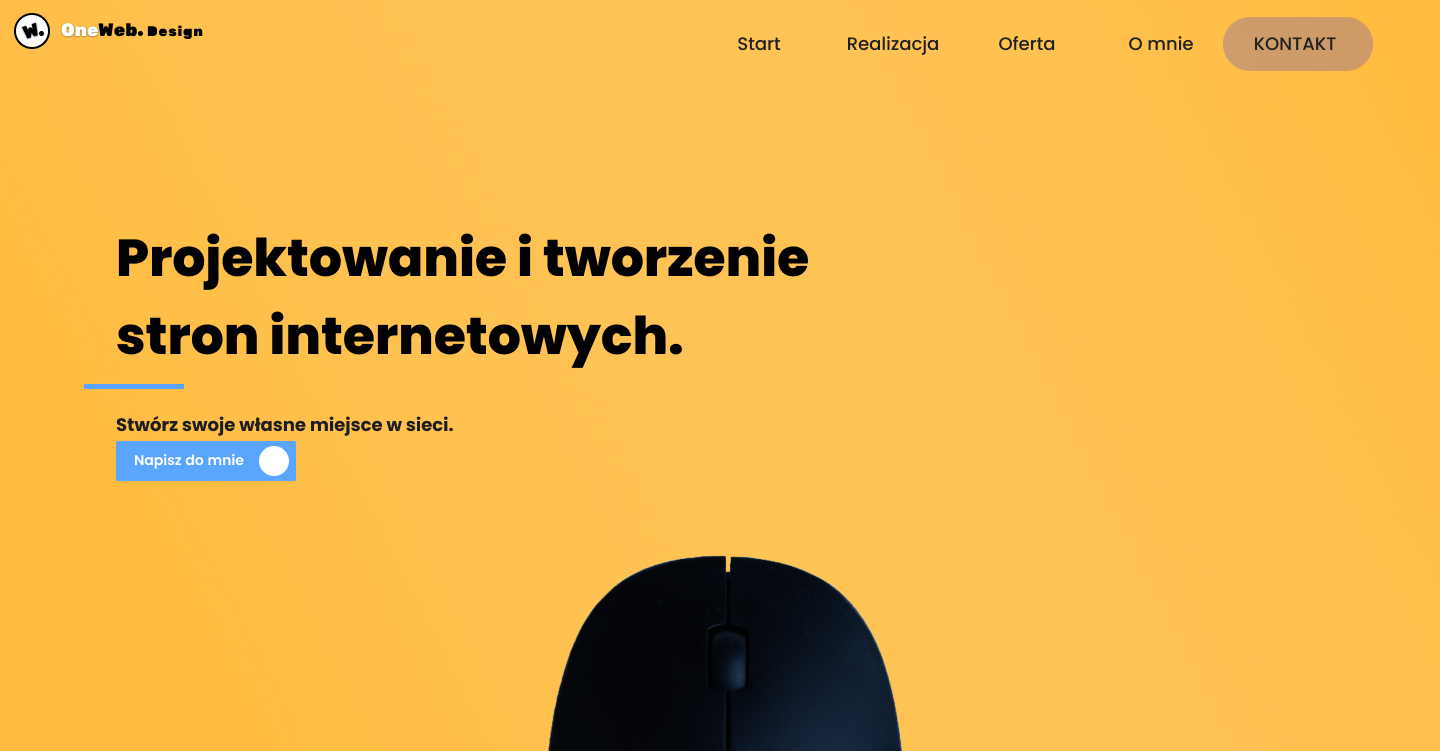 W.
OneWeb. Design
Start
Realizacja
Oferta
O mnie
KONTAKT
Projektowanie i tworzenie
stron internetowych.
Stwórz swoje własne miejsce w sieci.
Napisz do mnie